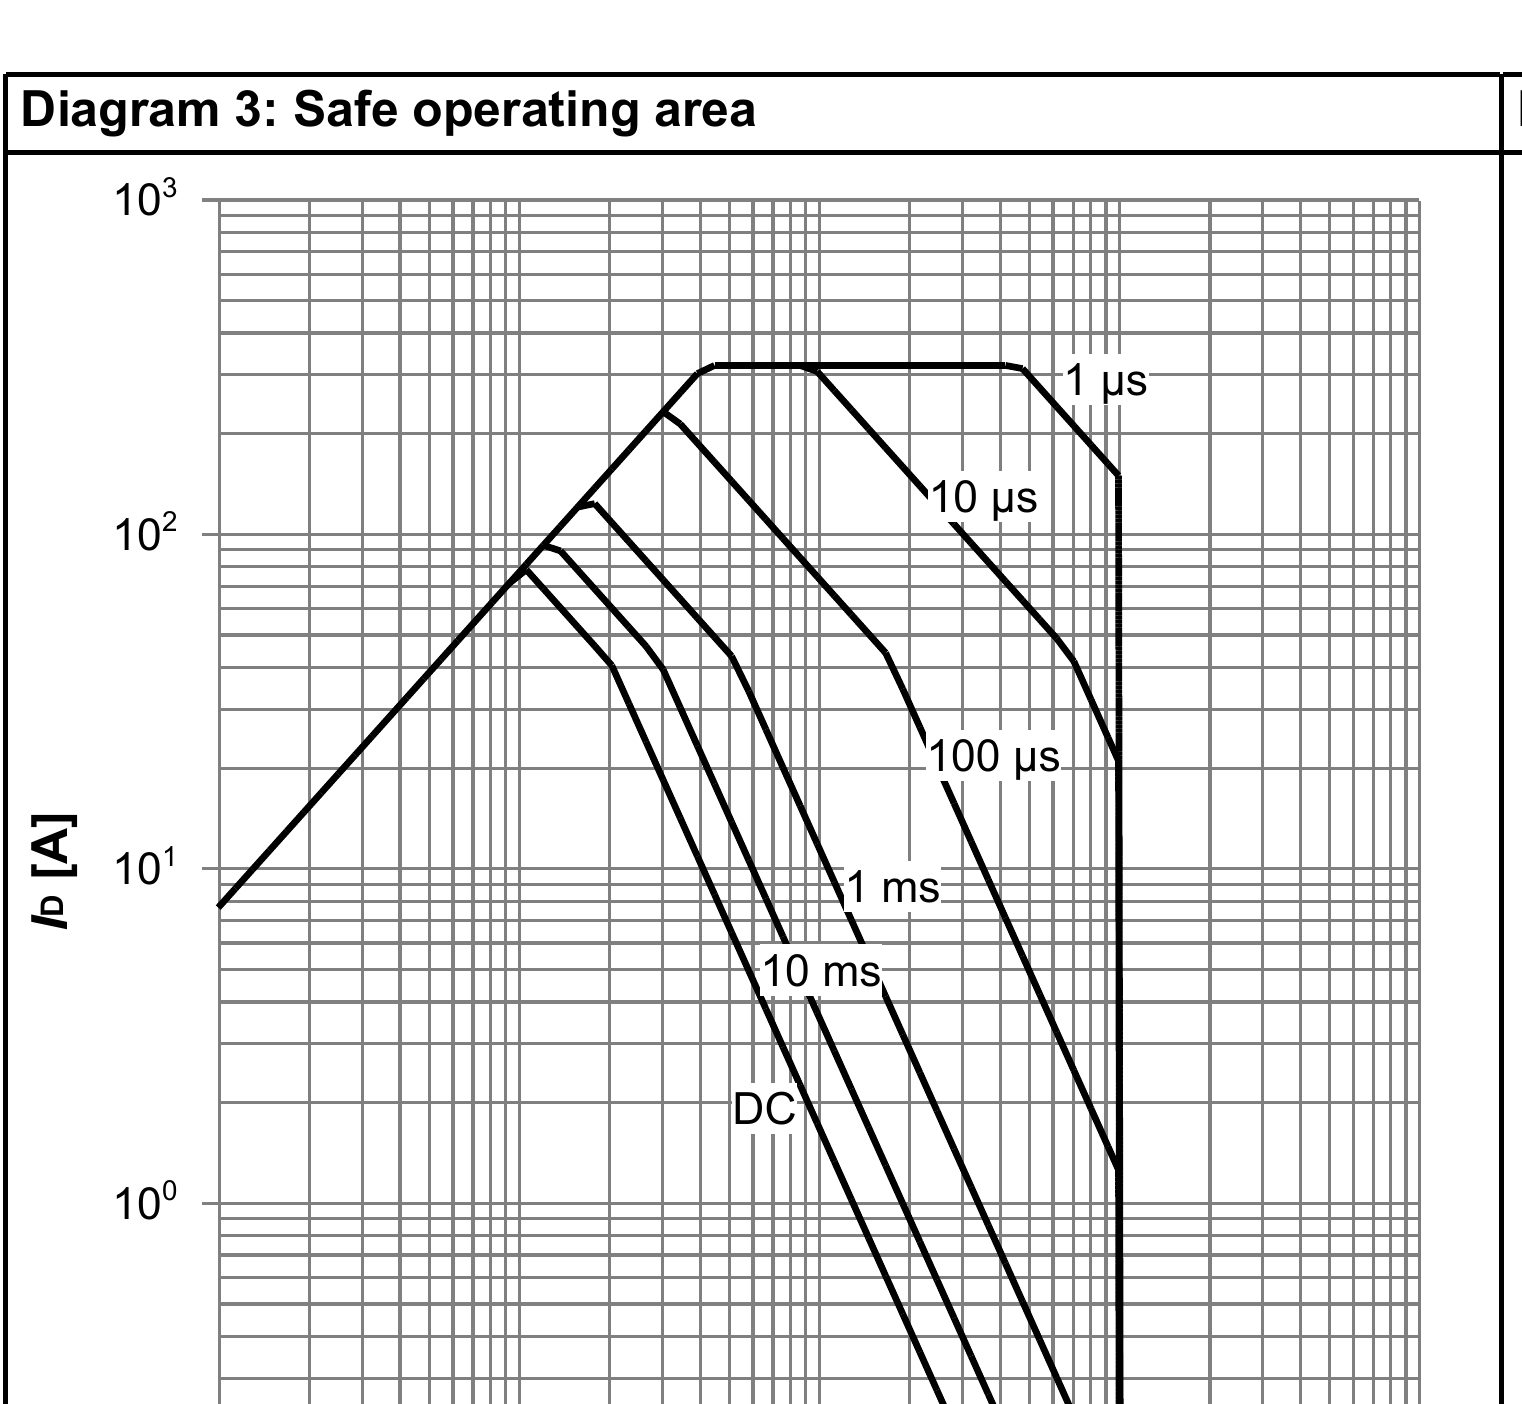 Diagram 3: Safe operating area
10³
1 µs
10 µs
10²
100 µs
I_D [A]
10¹
1 ms
10 ms
DC
10⁰